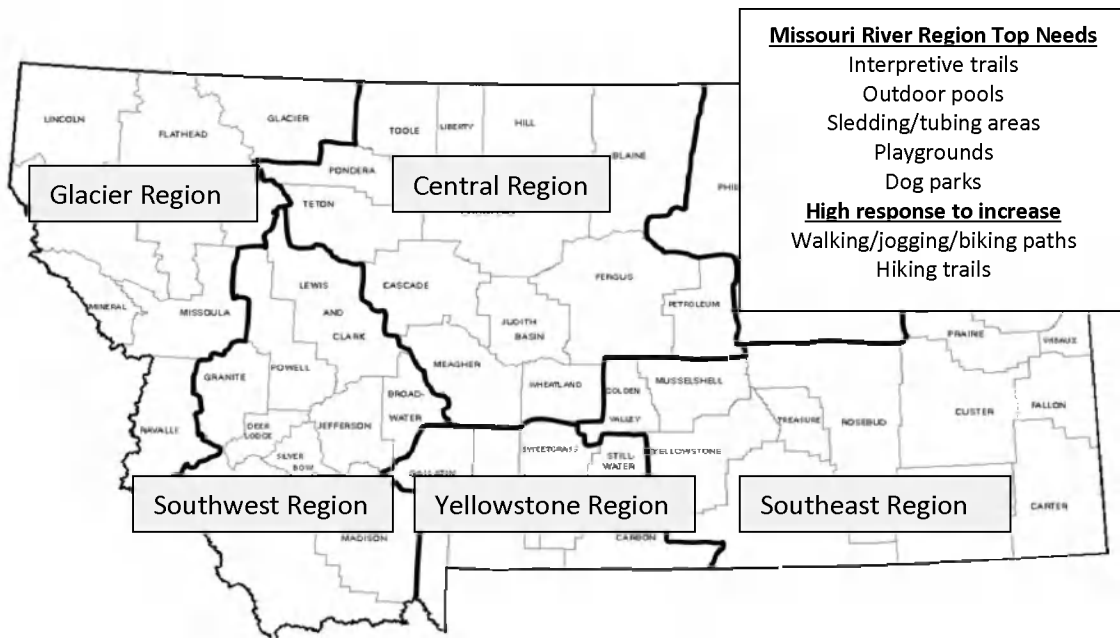 Missouri River Region Top Needs
Interpretive trails
Outdoor pools
Sledding/tubing areas
Playgrounds
Dog parks
High response to increase
Walking/jogging/biking paths
Hiking trails
LINCOLN
FLATHEAD
GLACIER
TOOLE
LIBERTY
HILL
BLAINE
PHIL
Glacier Region
PONDERA
Central Region
TETON
LEWIS
AND
CLARK
CASCADE
FERGUS
PETROLEUM
JUDITH
BASIN
MINERAL
MISSOULA
PRAIRIE
WIBAUX
GRANITE
POWELL
MEAGHER
WHEATLAND
GOLDEN
VALLEY
MUSSELSHELL
BROAD-
WATER
TREASURE
ROSEBUD
CUSTER
FALLON
RAVALLI
DEER
LODGE
JEFFERSON
SILVER
BOW
SWEETGRASS
STILL-
WATER
YELLOWSTONE
Southwest Region
Yellowstone Region
Southeast Region
CARTER
MADISON
CARBON